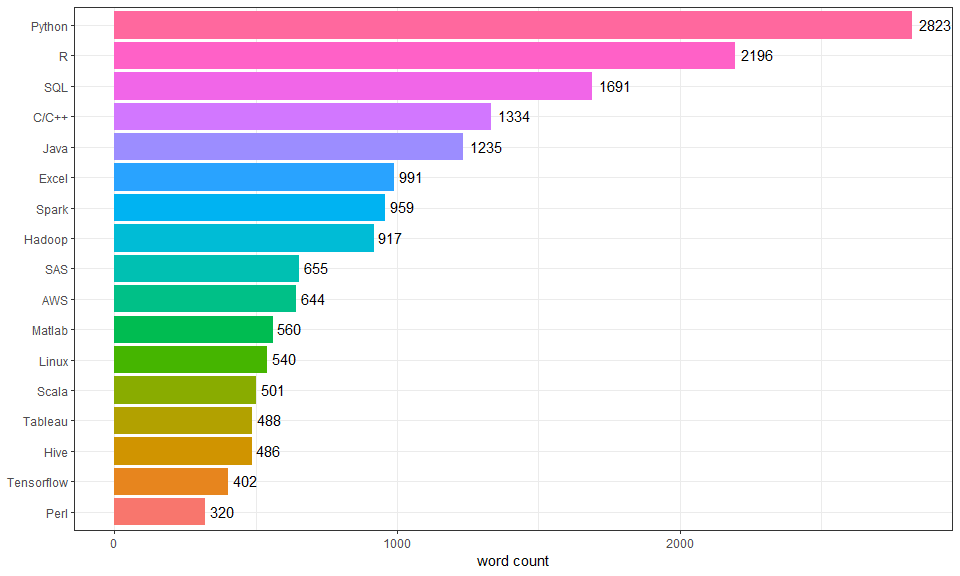 Python 2823
R 2196
SQL 1691
C/C++ 1334
Java 1235
Excel 991
Spark 959
Hadoop 917
SAS 655
AWS 644
Matlab 560
Linux 540
Scala 501
Tableau 488
Hive 486
Tensorflow 402
Perl 320
0 1000 2000
word count